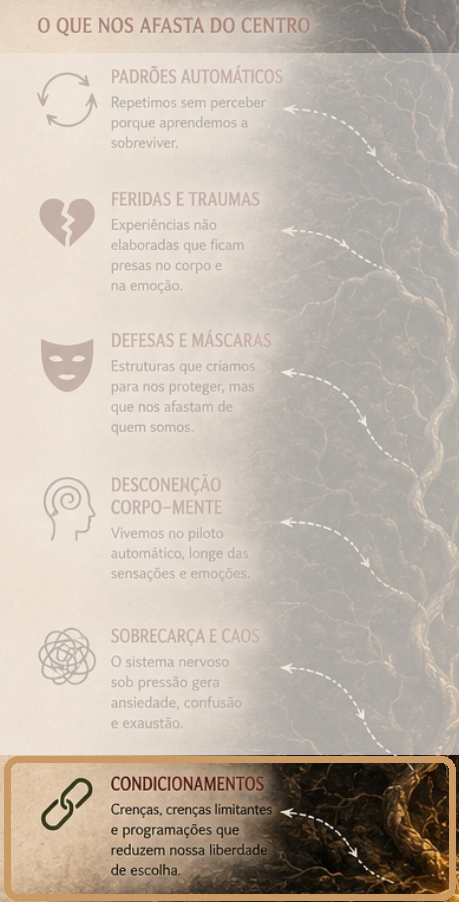 O QUE NOS AFASTA DO CENTRO
PADRÕES AUTOMÁTICOS
Repetimos sem perceber
porque aprendemos a
sobreviver.
FERIDAS E TRAUMAS
Experiências não
elaboradas que ficam
presas no corpo e
na emoção.
DEFESAS E MÁSCARAS
Estruturas que criamos
para nos proteger, mas
que nos afastam de
quem somos.
DESCONENÇÃO
CORPO–MENTE
Vivemos no piloto
automático, longe das
sensações e emoções.
SOBRECARÇA E CAOS
O sistema nervoso
sob pressão gera
ansiedade, confusão
e exaustão.
CONDICIONAMENTOS
Crenças, crenças limitantes
e programações que
reduzem nossa liberdade
de escolha.